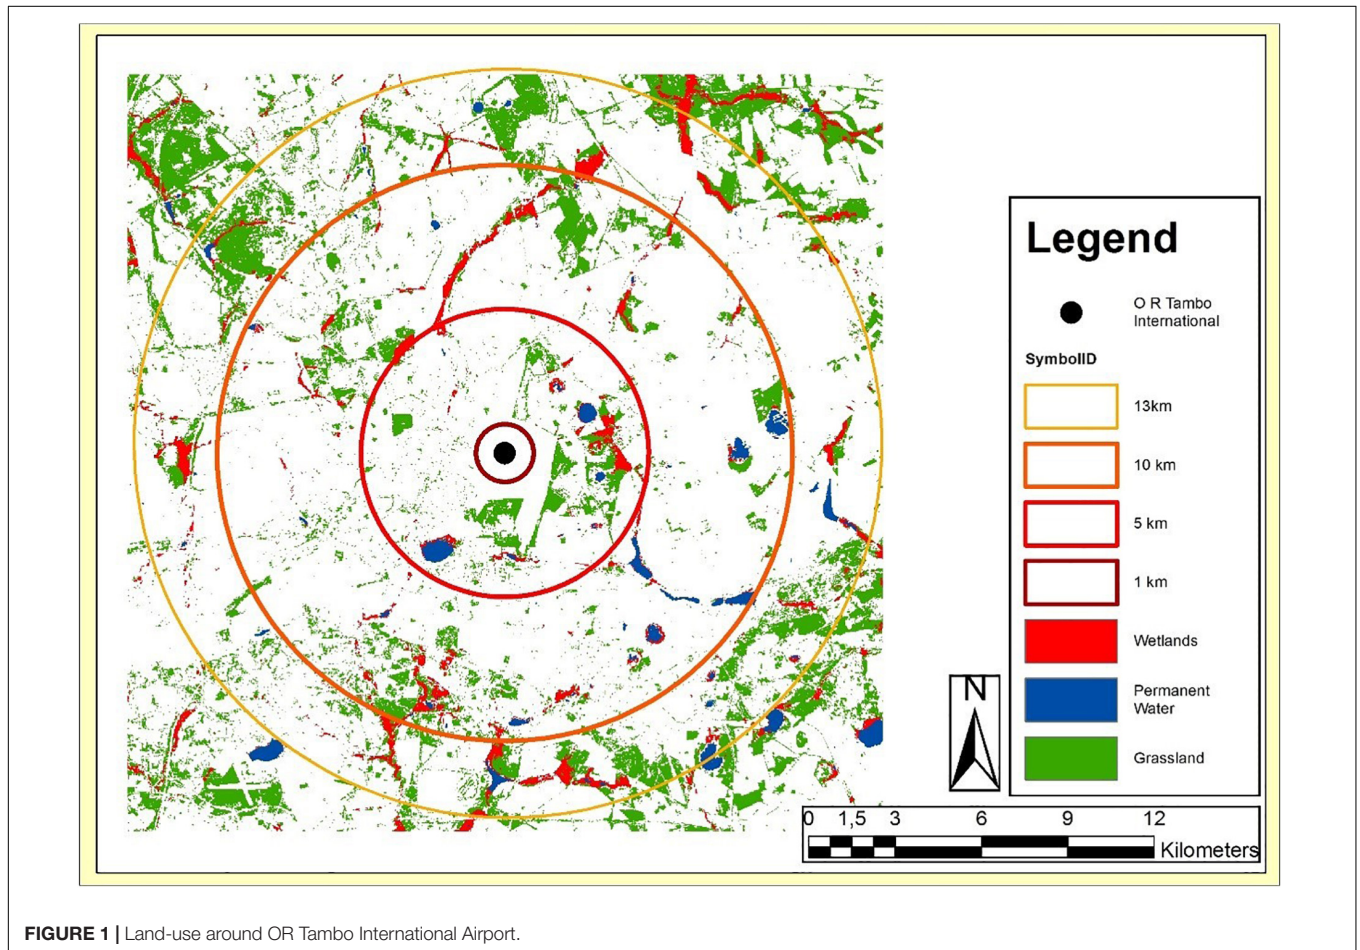 Legend
O R Tambo
International
SymbolID
13km
10 km
5 km
1 km
Wetlands
Permanent
Water
Grassland
N
0 1,5 3 6 9 12
Kilometers
FIGURE 1 | Land-use around OR Tambo International Airport.